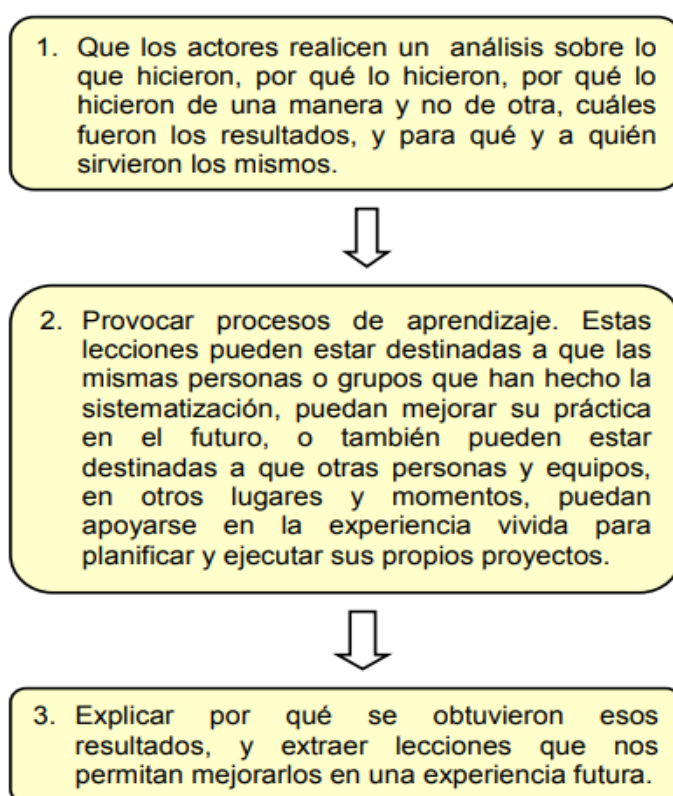 1. Que los actores realicen un análisis sobre lo
que hicieron, por qué lo hicieron, por qué lo
hicieron de una manera y no de otra, cuáles
fueron los resultados, y para qué y a quién
sirvieron los mismos.
2. Provocar procesos de aprendizaje. Estas
lecciones pueden estar destinadas a que las
mismas personas o grupos que han hecho la
sistematización, puedan mejorar su práctica
en el futuro, o también pueden estar
destinadas a que otras personas y equipos,
en otros lugares y momentos, puedan
apoyarse en la experiencia vivida para
planificar y ejecutar sus propios proyectos.
3. Explicar por qué se obtuvieron esos
resultados, y extraer lecciones que nos
permitan mejorarlos en una experiencia futura.